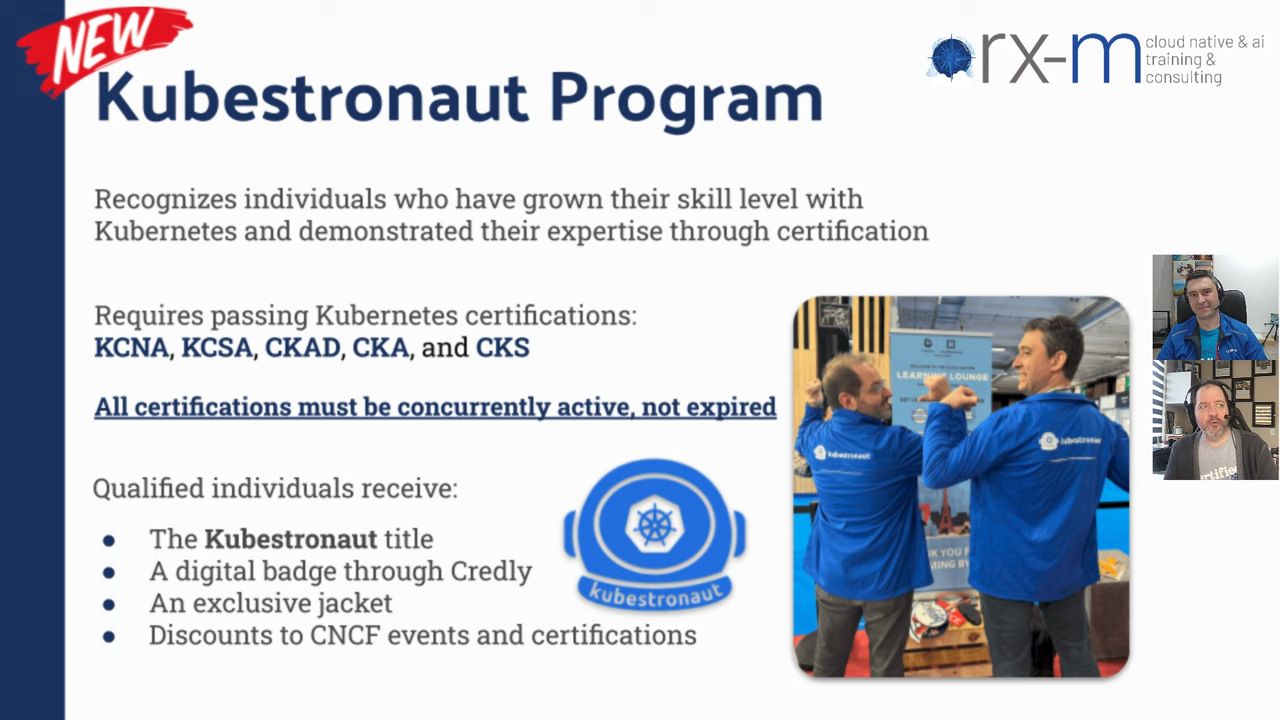 NEW
Kubestronaut Program
rx-m cloud native & ai
training &
consulting
Recognizes individuals who have grown their skill level with
Kubernetes and demonstrated their expertise through certification
Requires passing Kubernetes certifications:
KCNA, KCSA, CKAD, CKA, and CKS
All certifications must be concurrently active, not expired
Qualified individuals receive:
● The Kubestronaut title
● A digital badge through Credly
● An exclusive jacket
● Discounts to CNCF events and certifications
kubestronaut
LEARNING LOUNGE
kubestronaut
kubestronaut